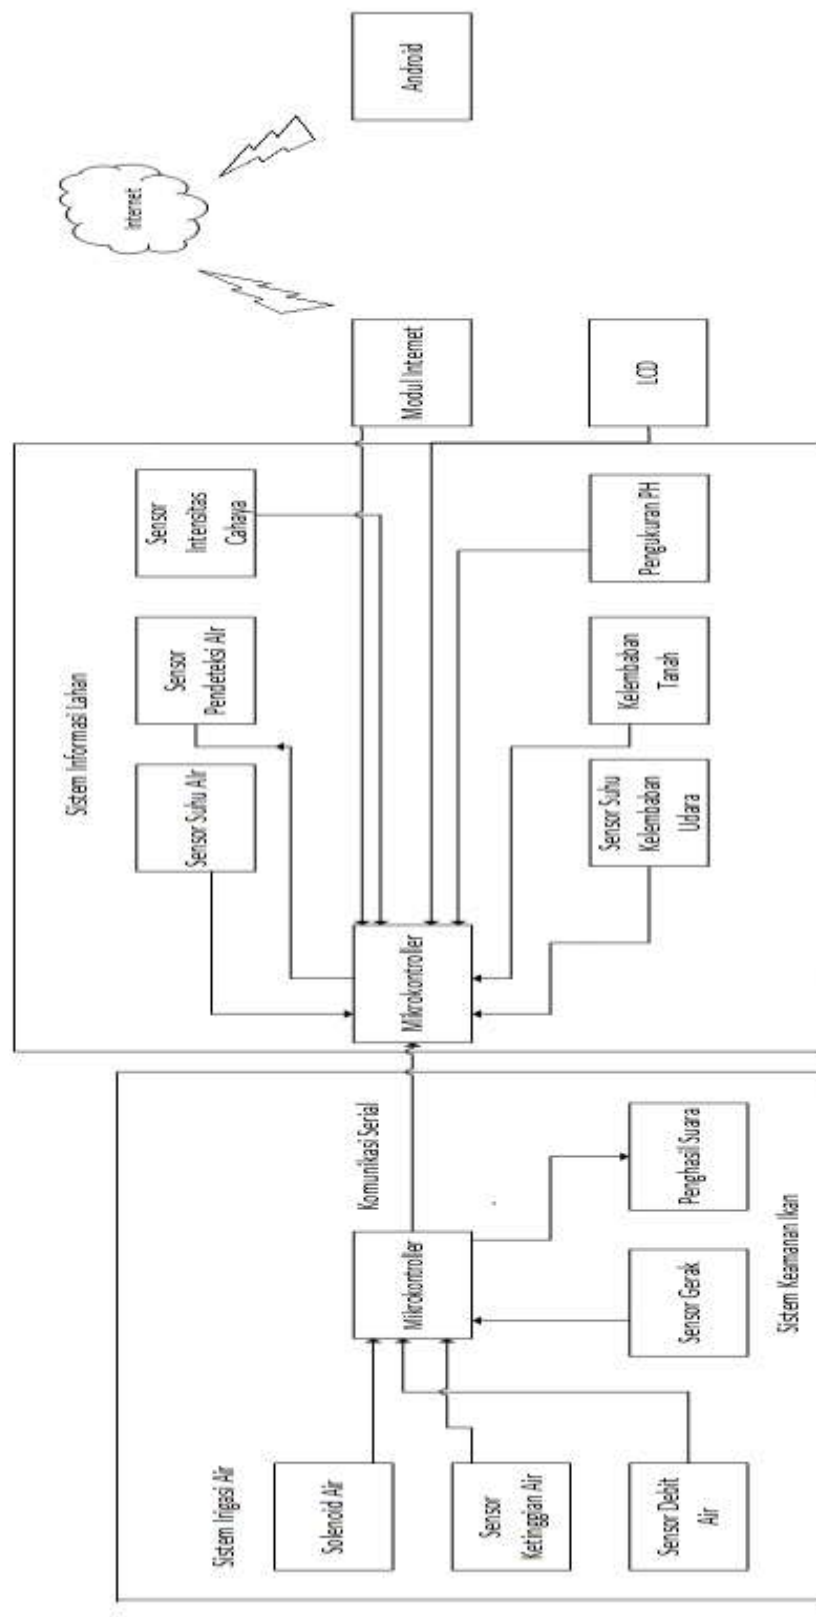 Sistem Irigasi Air
Solenoid Air
Sensor
Ketinggian Air
Sensor Debit
Air
Mikrokontroller
Komunikasi Serial
Sensor Gerak
Penghasil Suara
Sistem Keamanan Ikan
Sistem Informasi Lahan
Sensor Suhu AIr
Sensor
Pendeteksi AIr
Sensor
Intensitas
Cahaya
Mikrokontroller
Sensor Suhu
Kelembaban
Udara
Kelembaban
Tanah
Pengukuran PH
Modul Internet
LCD
Internet
Android